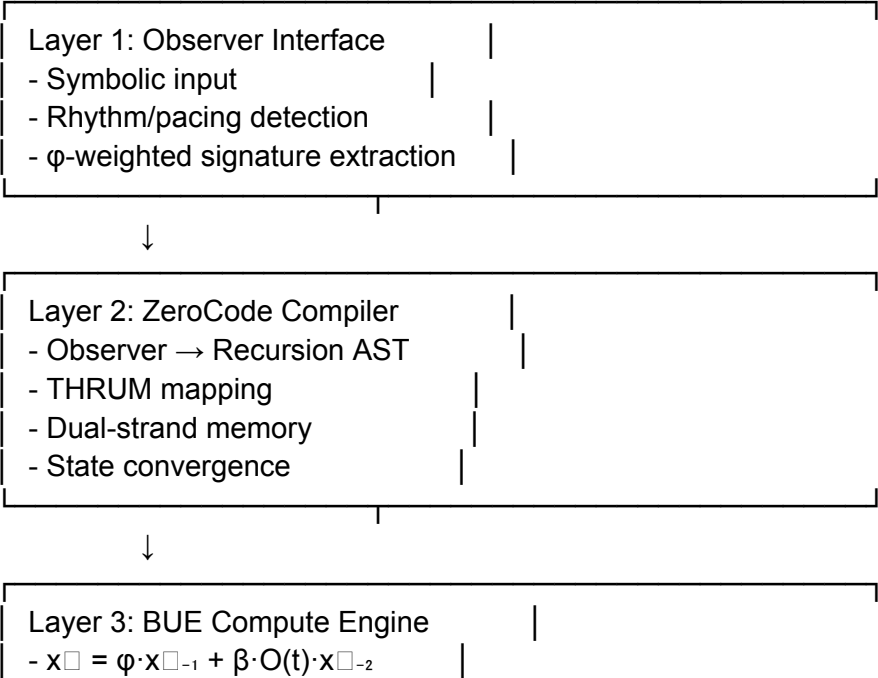 Layer 1: Observer Interface
- Symbolic input
- Rhythm/pacing detection
- φ-weighted signature extraction
↓
Layer 2: ZeroCode Compiler
- Observer → Recursion AST
- THRUM mapping
- Dual-strand memory
- State convergence
↓
Layer 3: BUE Compute Engine
- x□ = φ·x□₋₁ + β·O(t)·x□₋₂